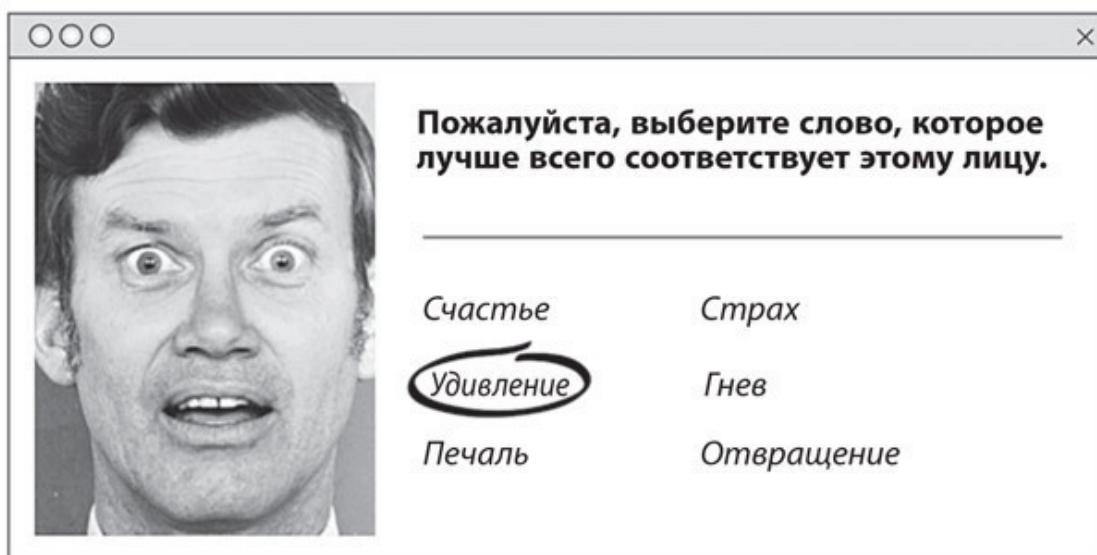 Пожалуйста, выберите слово, которое
лучше всего соответствует этому лицу.
Счастье Страх
Удивление Гнев
Печаль Отвращение